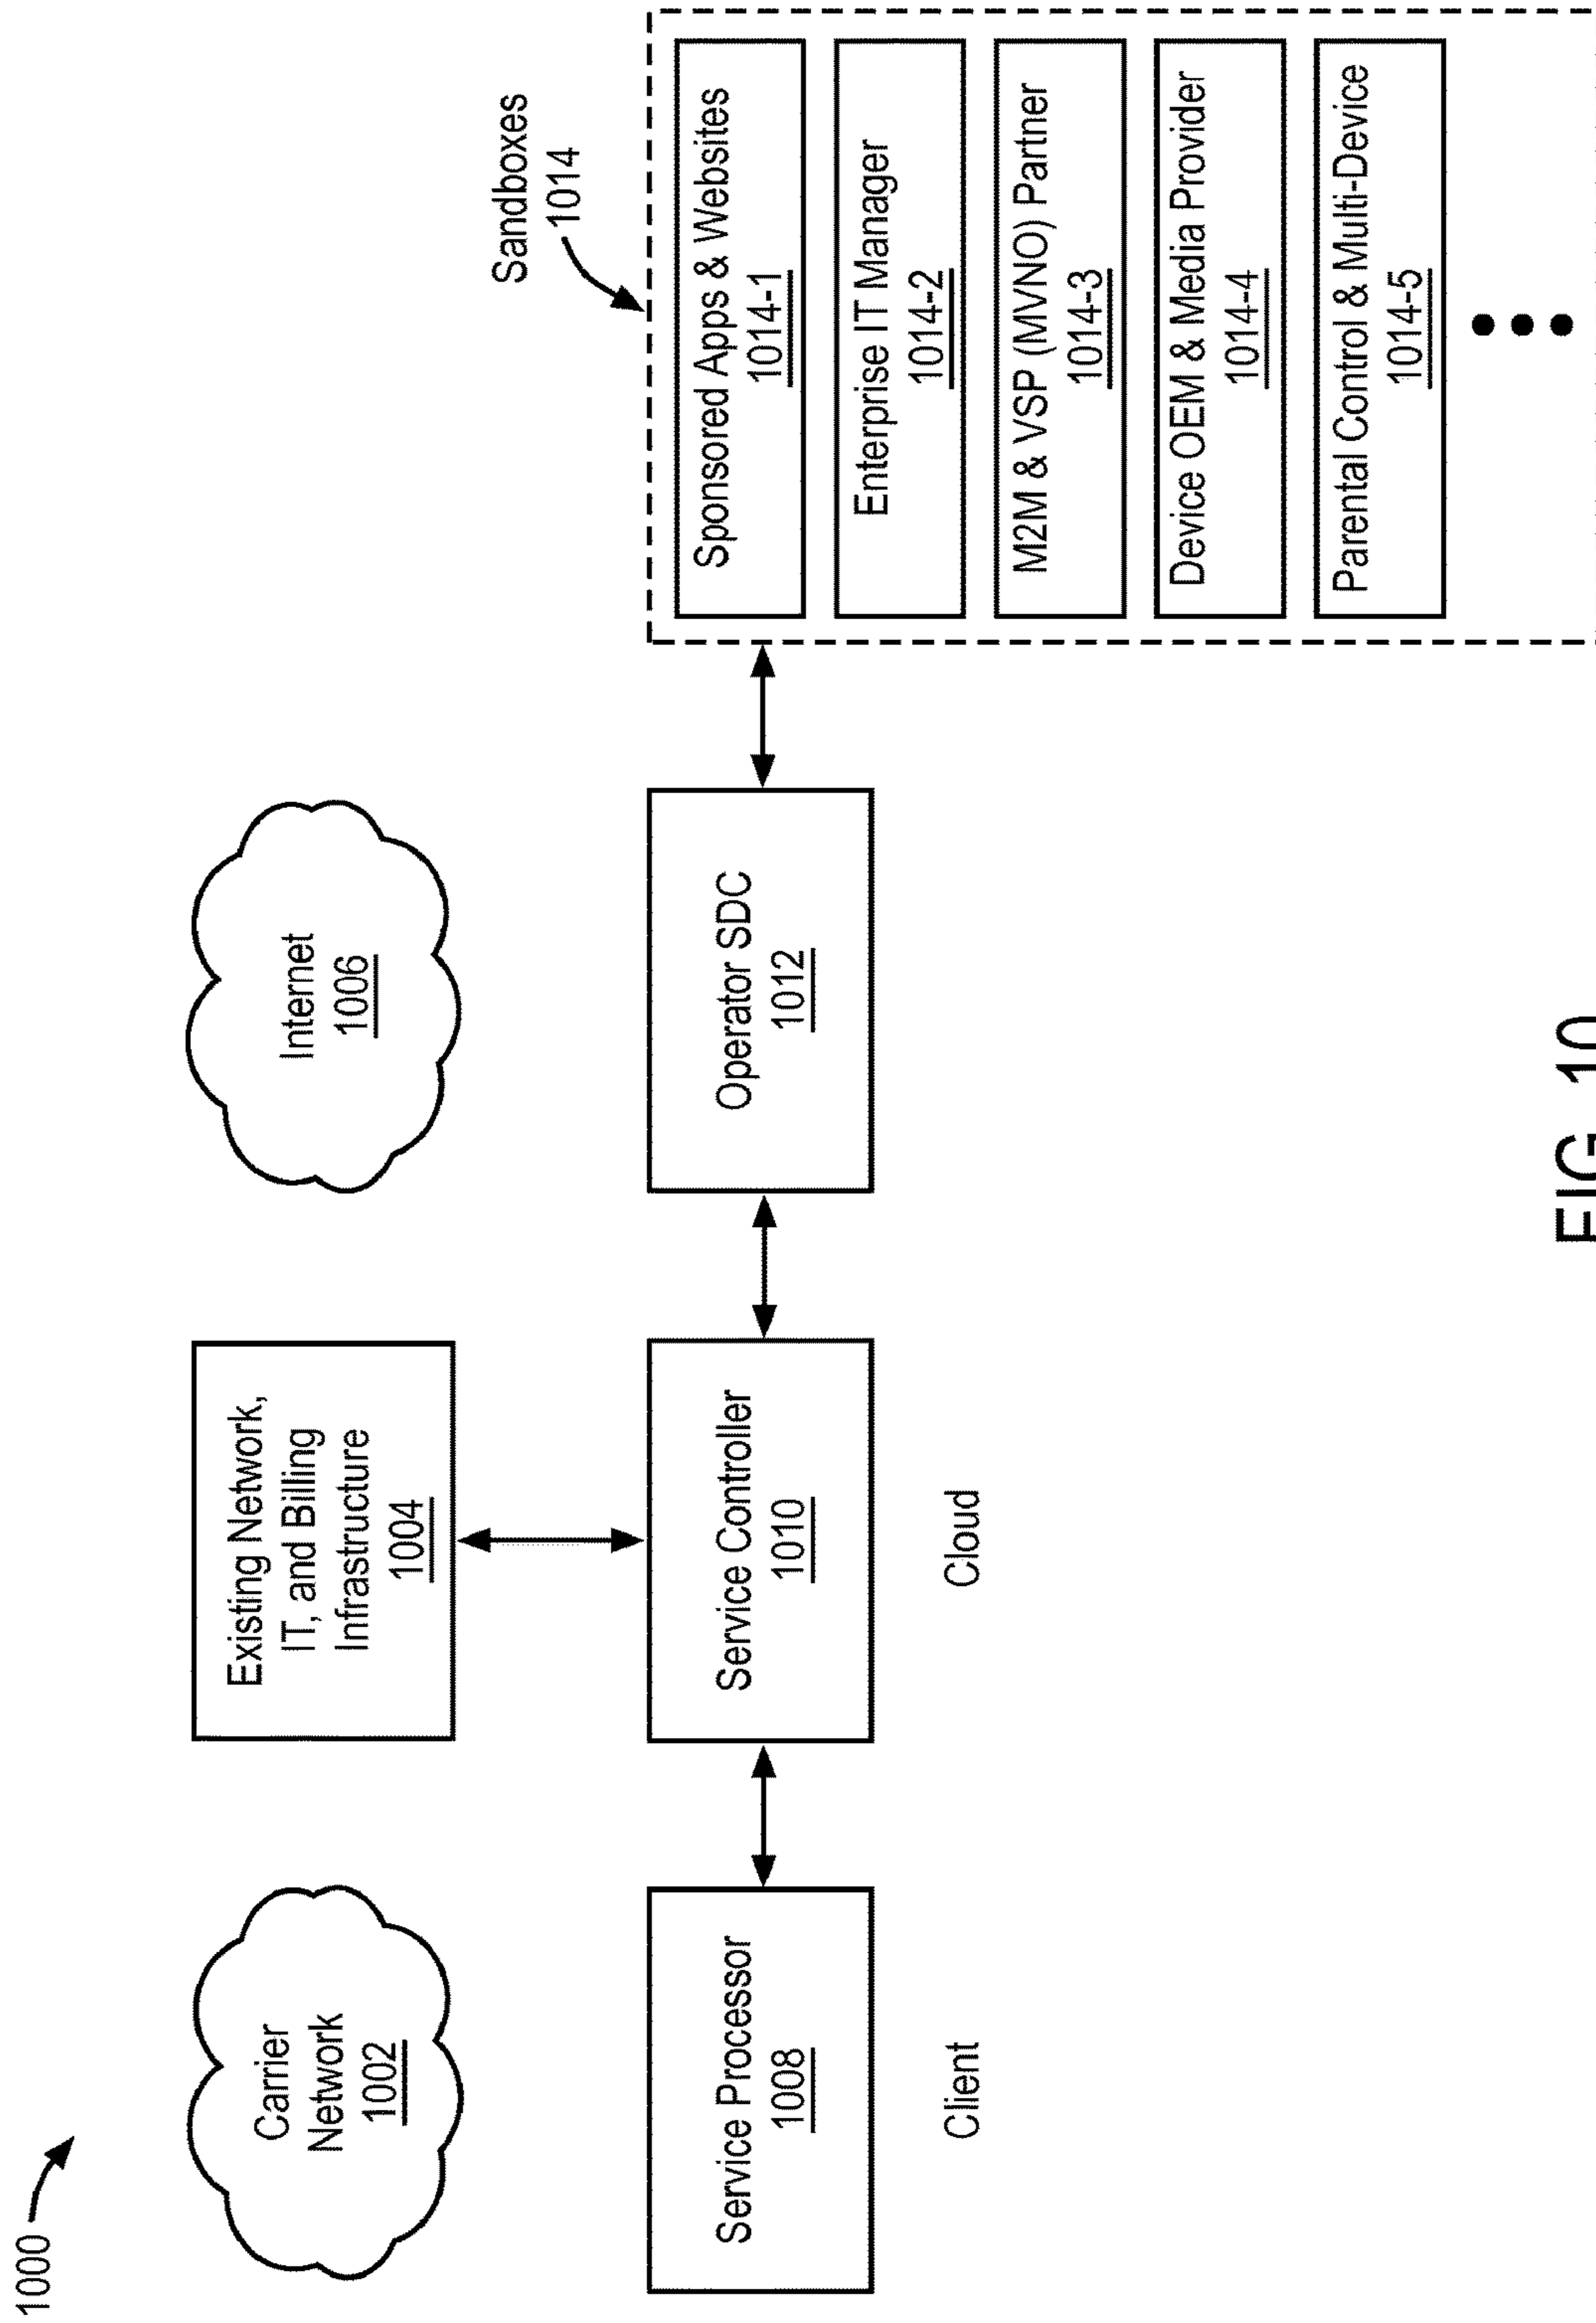 1000
Carrier
Network
1002
Existing Network,
IT, and Billing
Infrastructure
1004
Internet
1006
Service Processor
1008
Service Controller
1010
Operator SDC
1012
Sandboxes
1014
Sponsored Apps & Websites
1014-1
Enterprise IT Manager
1014-2
M2M & VSP (MVNO) Partner
1014-3
Device OEM & Media Provider
1014-4
Parental Control & Multi-Device
1014-5
Client
Cloud
FIG. 10